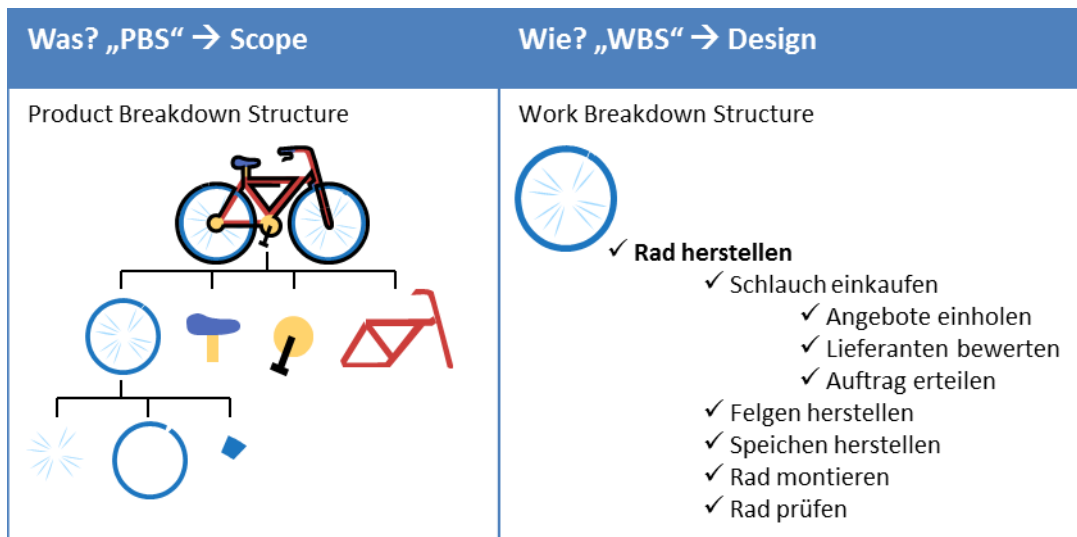 Was? „PBS“ → Scope
Wie? „WBS“ → Design
Product Breakdown Structure
Work Breakdown Structure
✓ Rad herstellen
✓ Schlauch einkaufen
✓ Angebote einholen
✓ Lieferanten bewerten
✓ Auftrag erteilen
✓ Felgen herstellen
✓ Speichen herstellen
✓ Rad montieren
✓ Rad prüfen